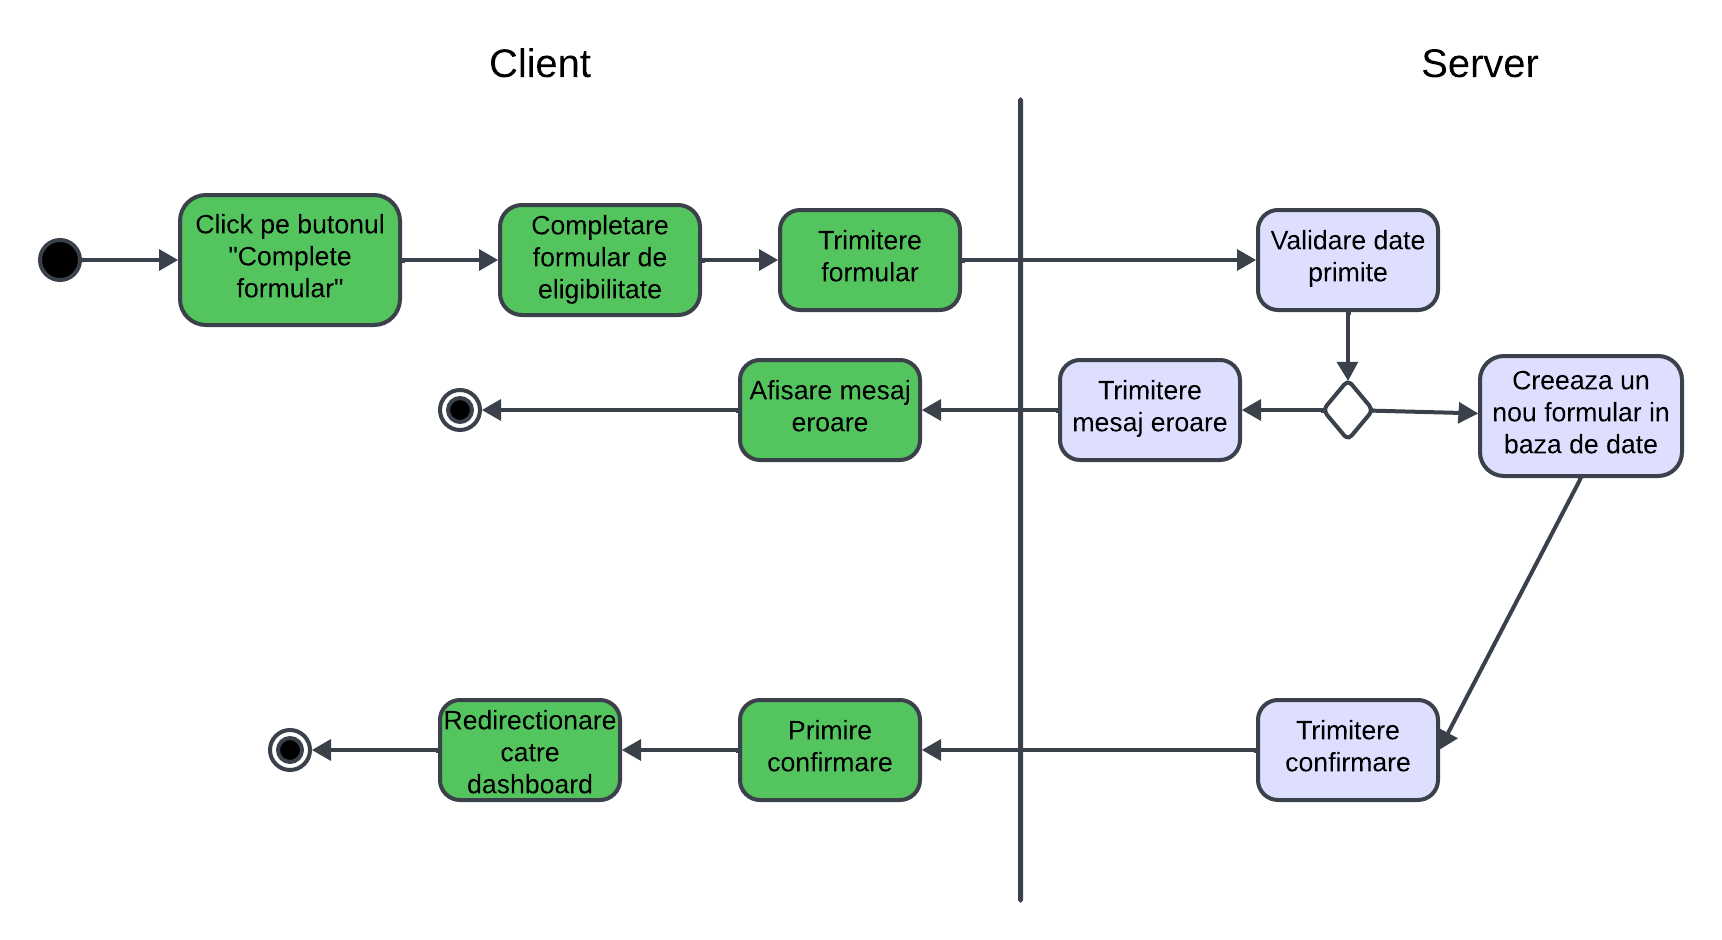 Client
Server
Click pe butonul
"Complete
formular"
Completare
formular de
eligibilitate
Trimitere
formular
Validare date
primite
Afisare mesaj
eroare
Trimitere
mesaj eroare
Creeaza un
nou formular in
baza de date
Redirectionare
catre
dashboard
Primire
confirmare
Trimitere
confirmare